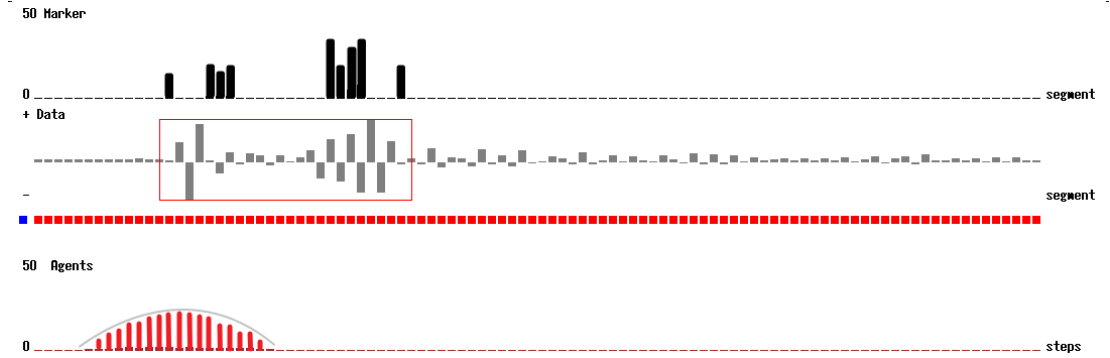 50 Marker
0
segment
+ Data
-
segment
50 Agents
0
steps